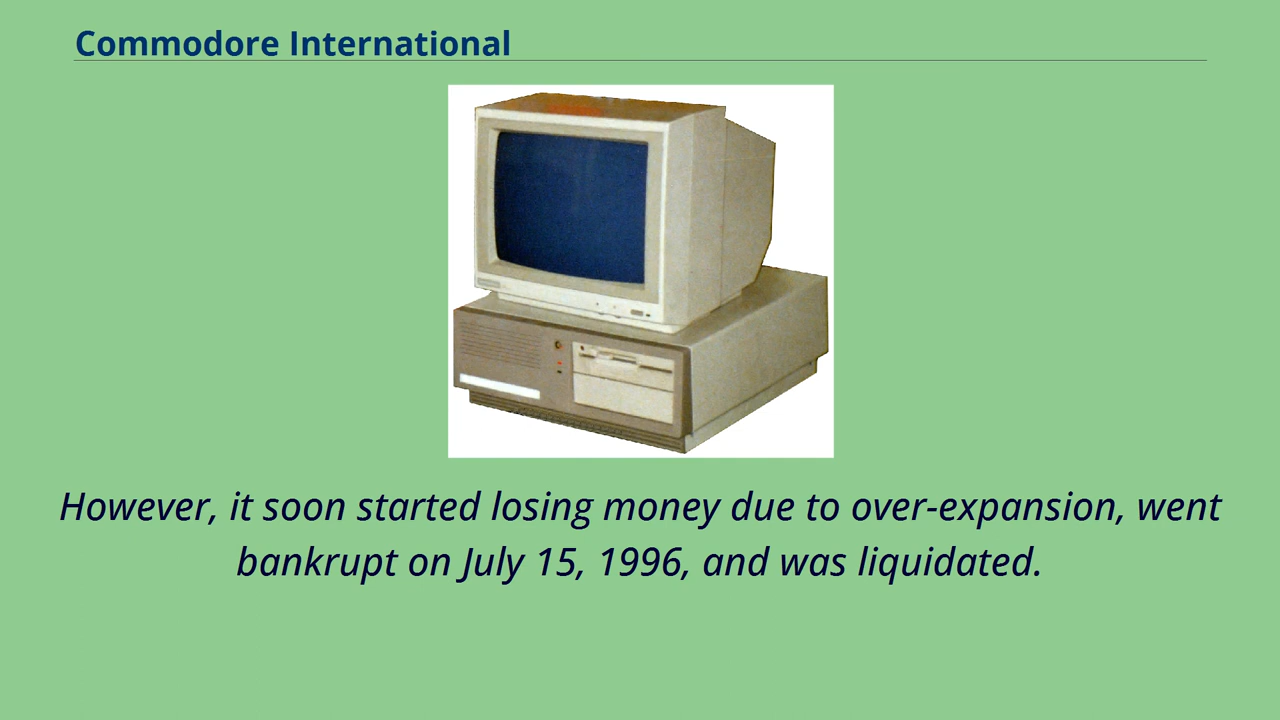 Commodore International
However, it soon started losing money due to over-expansion, went
bankrupt on July 15, 1996, and was liquidated.